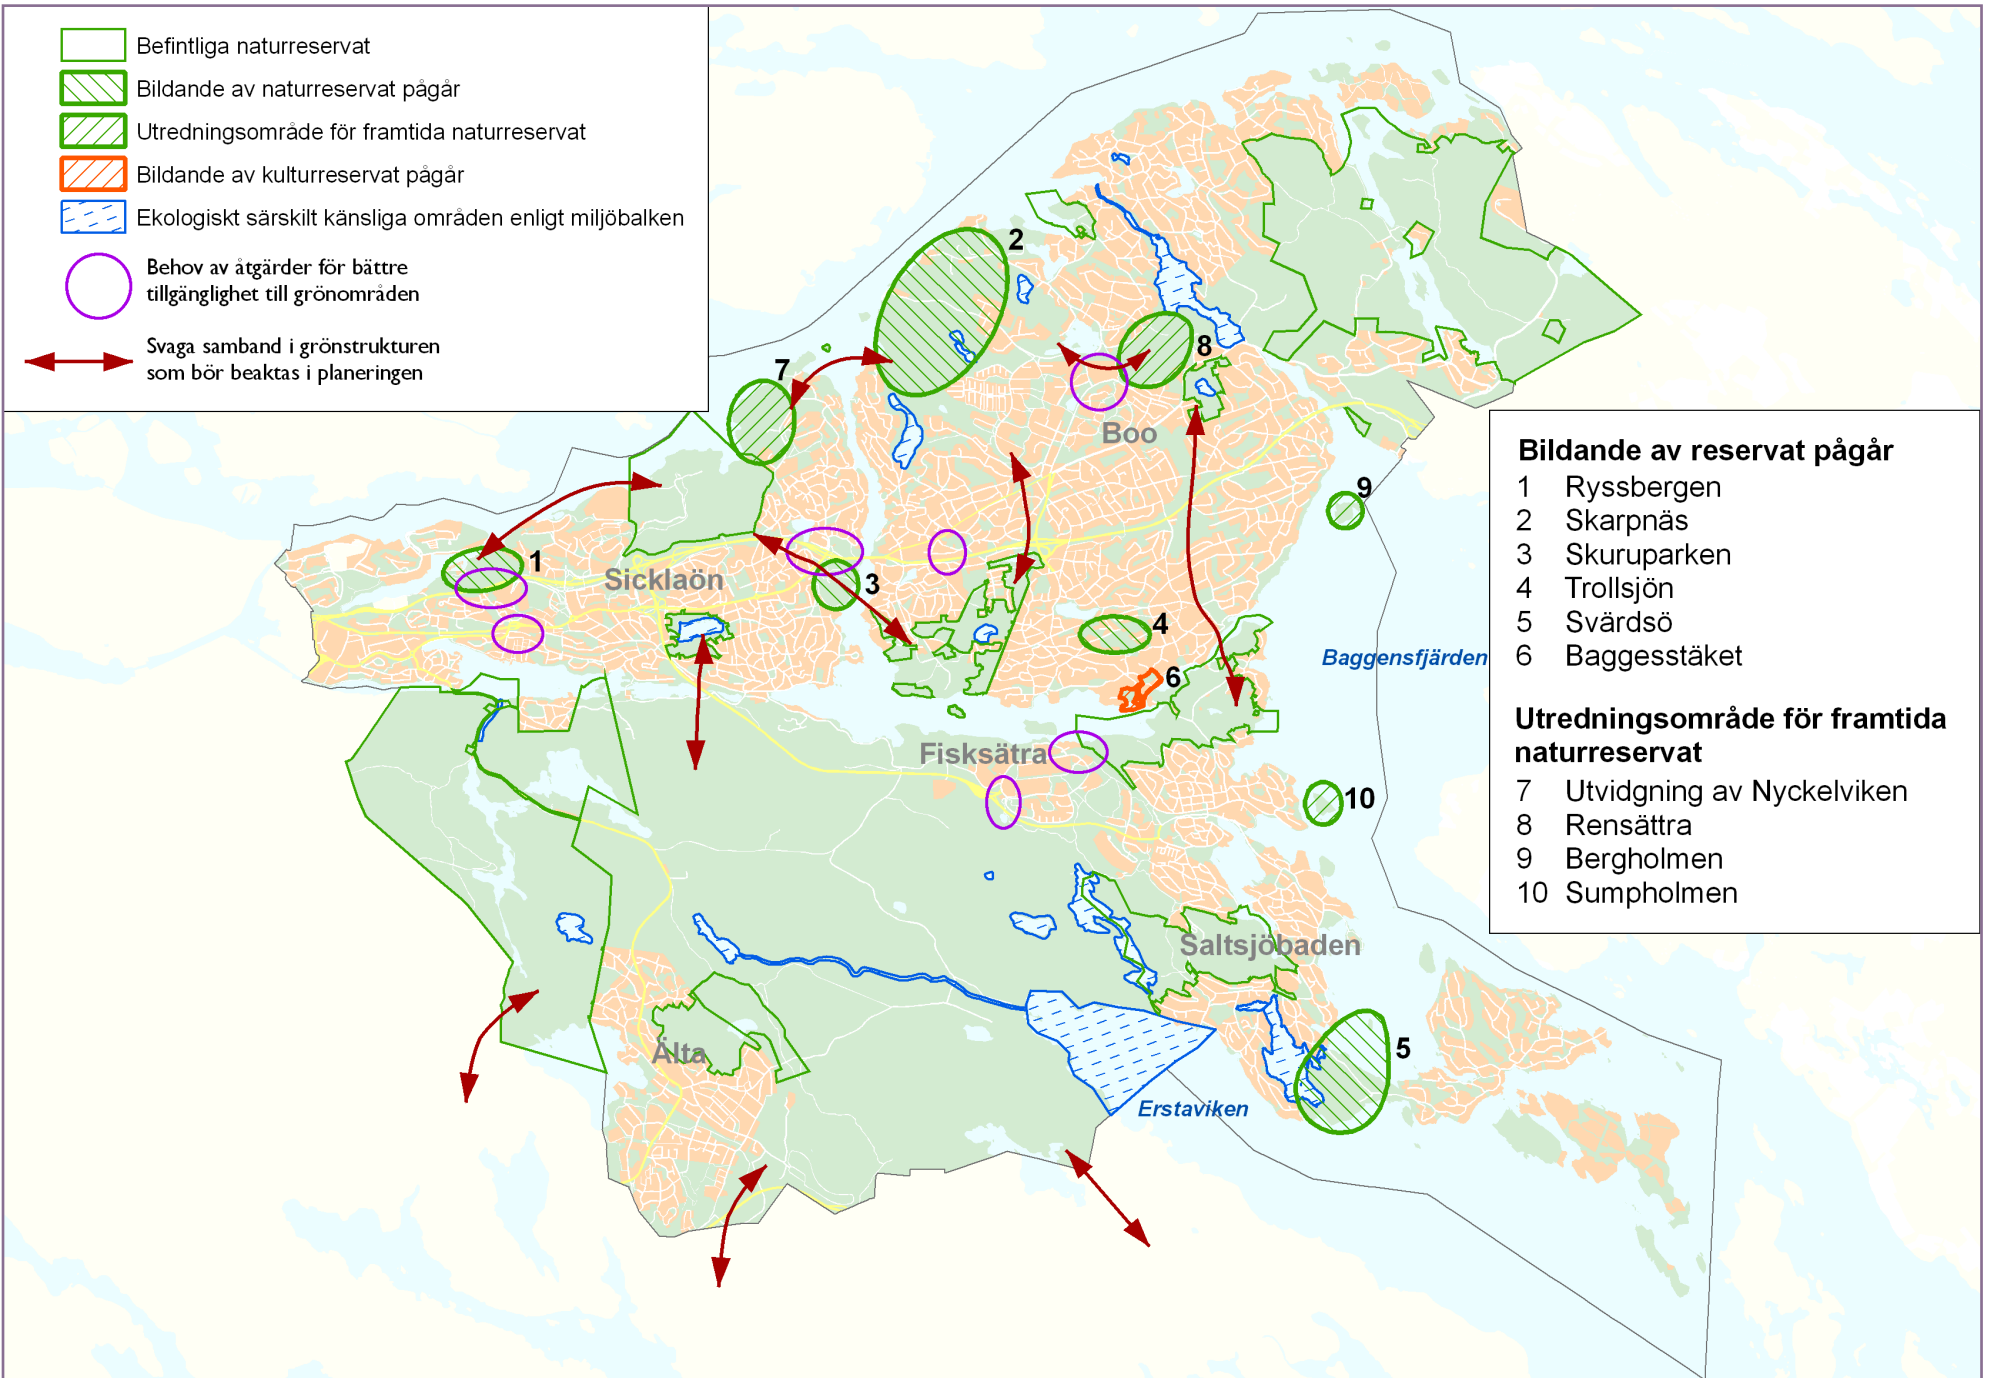 Befintliga naturreservat
Bildande av naturreservat pågår
Utredningsområde för framtida naturreservat
Bildande av kulturreservat pågår
Ekologiskt särskilt känsliga områden enligt miljöbalken
Behov av åtgärder för bättre
tillgänglighet till grönområden
Svaga samband i grönstrukturen
som bör beaktas i planeringen
2
8
7
Boo
9
1
Sicklaön
3
4
6
Baggensfjärden
Fisksätra
10
Saltsjöbaden
Älta
5
Erstaviken
Bildande av reservat pågår
1 Ryssbergen
2 Skarpnäs
3 Skuruparken
4 Trollsjön
5 Svärdsö
6 Baggesstäket
Utredningsområde för framtida
naturreservat
7 Utvidgning av Nyckelviken
8 Rensättra
9 Bergholmen
10 Sumpholmen